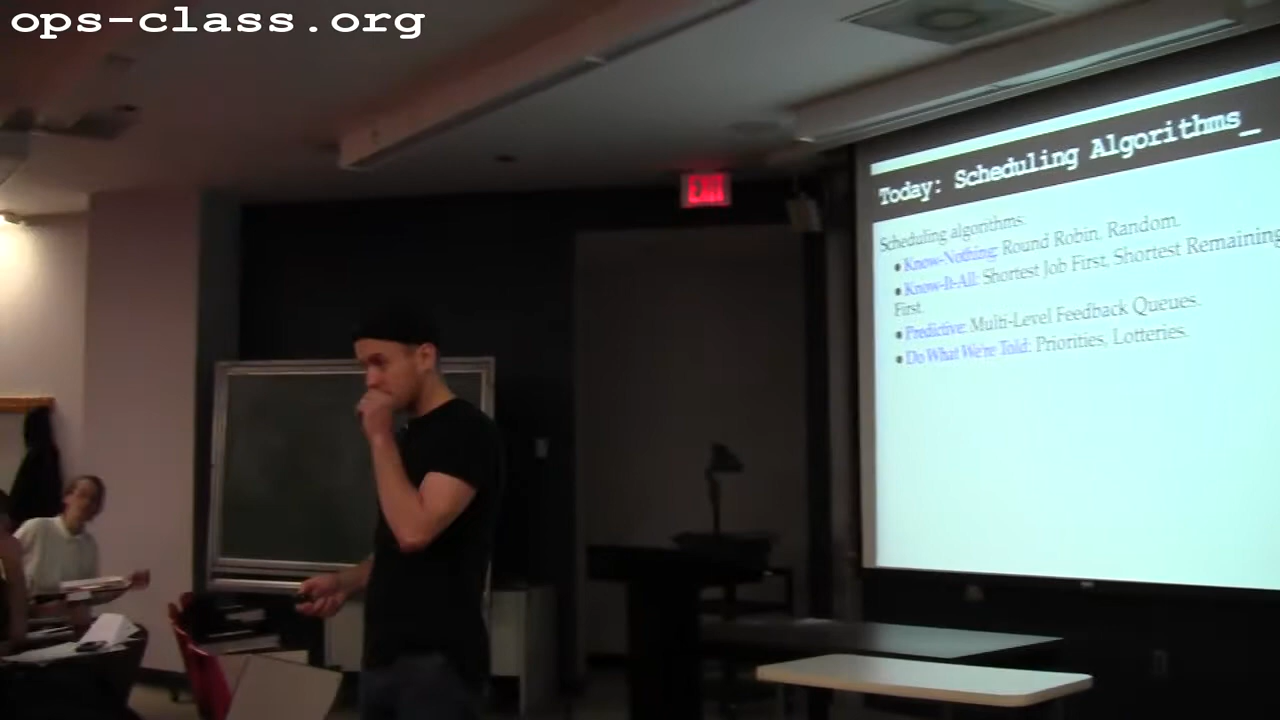 ops-class.org
EXIT
Today: Scheduling Algorithms_
Scheduling algorithms:
• Know-Nothing: Round Robin, Random.
• Know-It-All: Shortest Job First, Shortest Remaining
First.
• Predictive: Multi-Level Feedback Queues.
• Do What We're Told: Priorities, Lotteries.